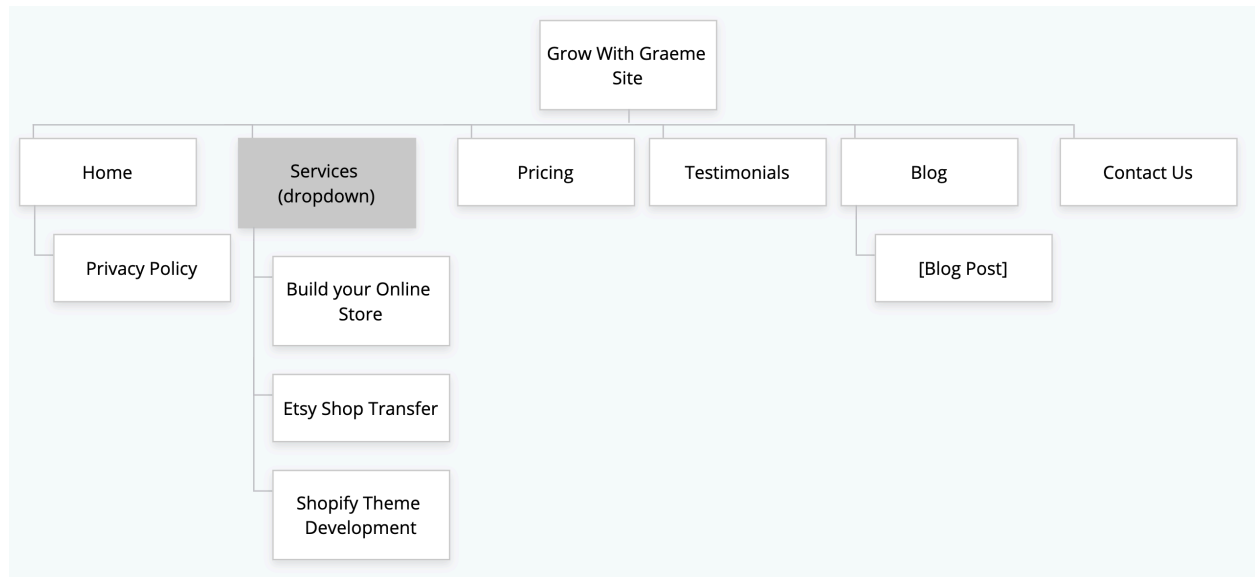 Grow With Graeme
Site
Home
Services
(dropdown)
Pricing
Testimonials
Blog
Contact Us
Privacy Policy
[Blog Post]
Build your Online
Store
Etsy Shop Transfer
Shopify Theme
Development